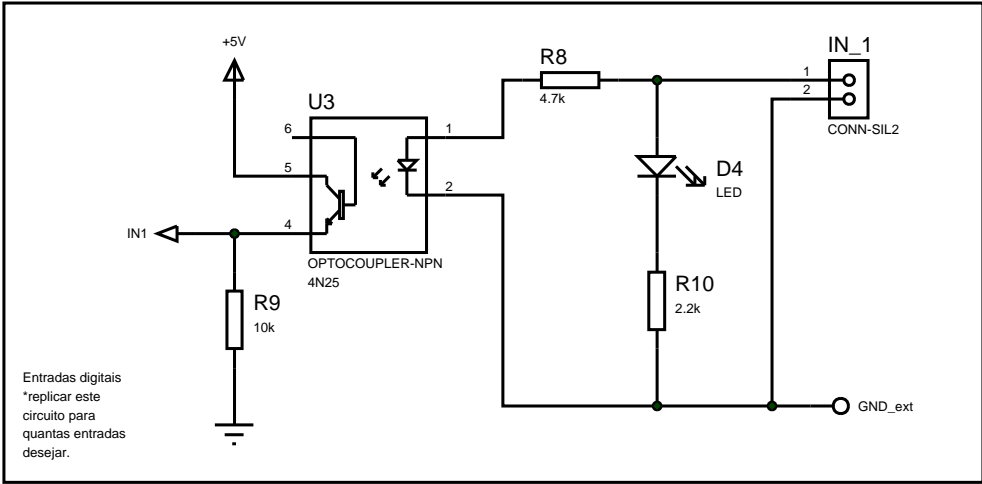 +5V
R8
IN_1
4.7k
1
2
CONN-SIL2
U3
6
1
5
2
4
D4
LED
IN1
OPTOCOUPLER-NPN
4N25
R9
10k
R10
2.2k
Entradas digitais
*replicar este
circuito para
quantas entradas
desejar.
GND_ext